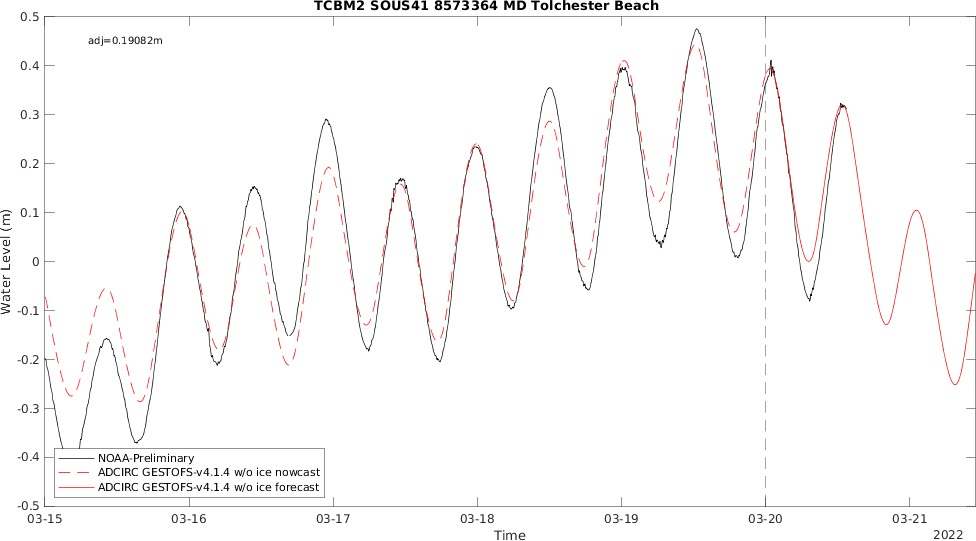 TCBM2 SOUS41 8573364 MD Tolchester Beach
adj=0.19082m
0.5
0.4
0.3
0.2
0.1
0
-0.1
-0.2
-0.3
-0.4
-0.5
Water Level (m)
NOAA-Preliminary
ADCIRC GESTOFS-v4.1.4 w/o ice nowcast
ADCIRC GESTOFS-v4.1.4 w/o ice forecast
03-15 03-16 03-17 03-18 03-19 03-20 03-21
Time
2022